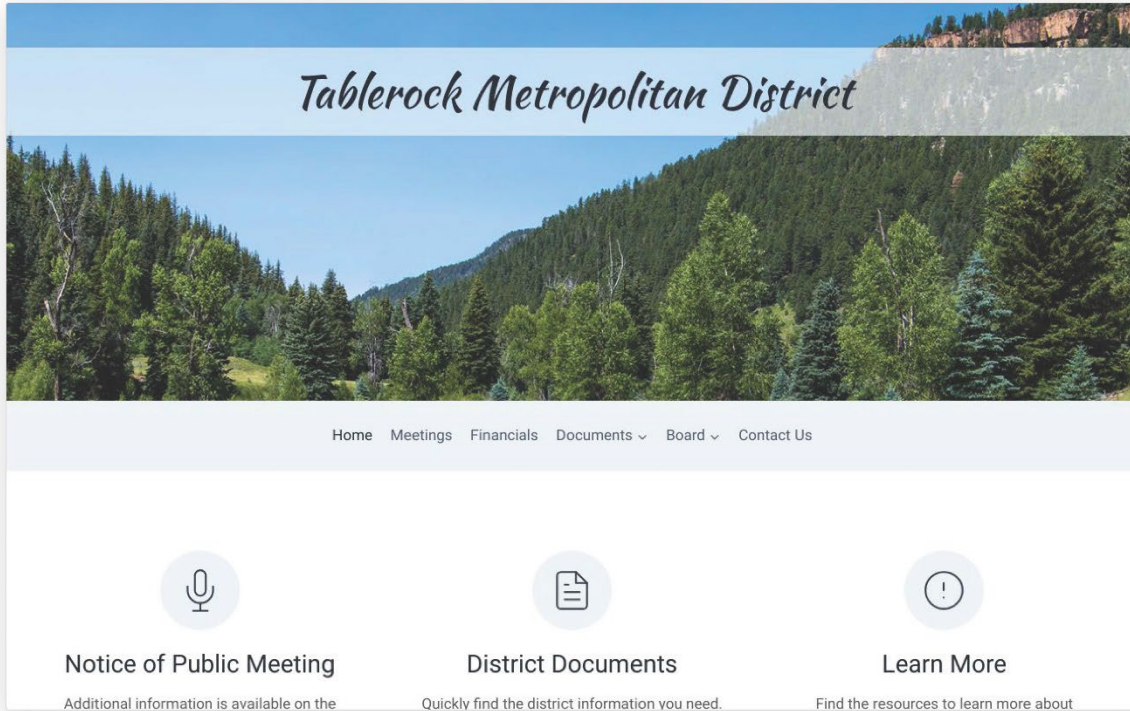 Tablerock Metropolitan District
Home Meetings Financials Documents Board Contact Us
Notice of Public Meeting
Additional information is available on the
District Documents
Quickly find the district information you need.
Learn More
Find the resources to learn more about